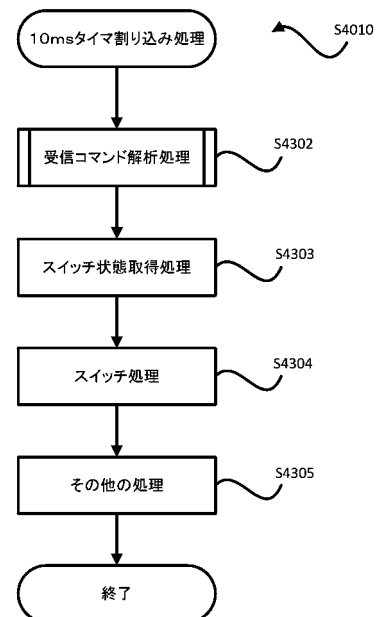 10msタイマ割り込み処理
S4010
受信コマンド解析処理
S4302
スイッチ状態取得処理
S4303
スイッチ処理
S4304
その他の処理
S4305
終了